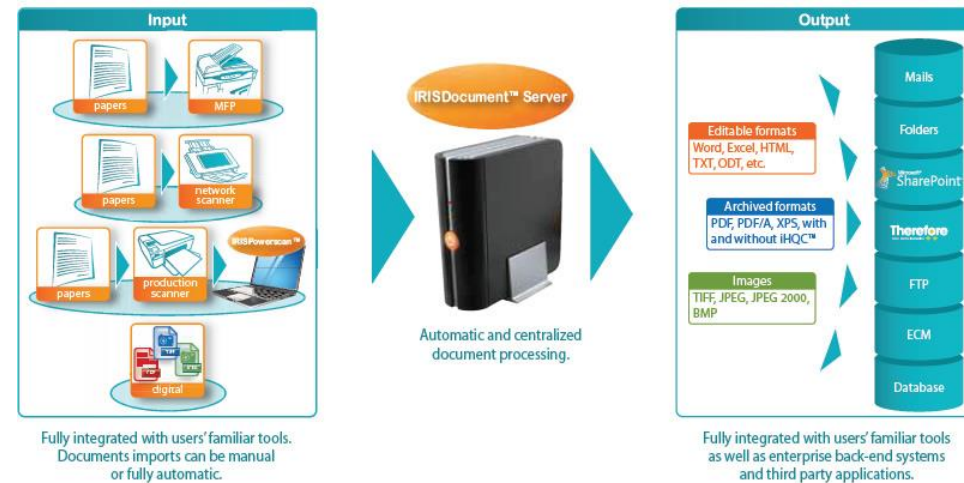 Input
papers
MFP
papers
network
scanner
IRISPowerscan™
papers
production
scanner
digital
Fully integrated with users' familiar tools.
Documents imports can be manual
or fully automatic.
IRISDocument™ Server
Automatic and centralized
document processing.
Output
Editable formats
Word, Excel, HTML,
TXT, ODT, etc.
Archived formats
PDF, PDF/A, XPS, with
and without iHQC™
Images
TIFF, JPEG, JPEG 2000,
BMP
Mails
Folders
Microsoft
SharePoint
Therefore
FTP
ECM
Database
Fully integrated with users' familiar tools
as well as enterprise back-end systems
and third party applications.